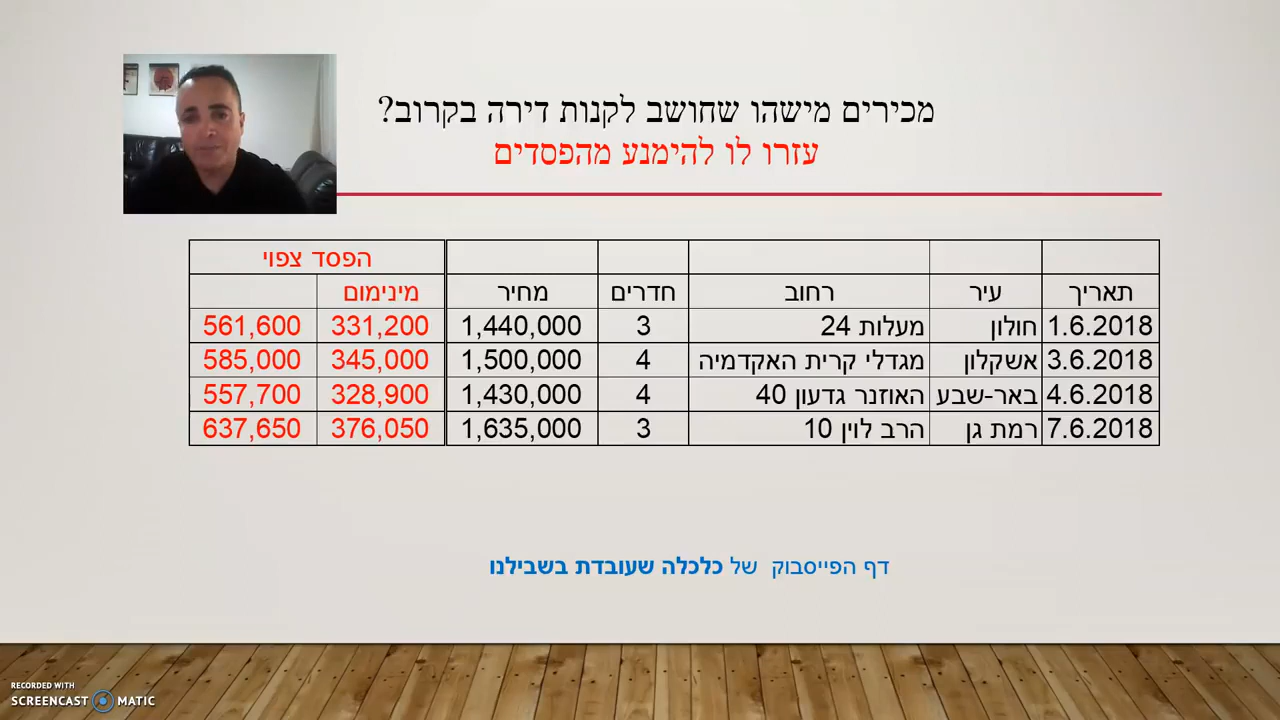 מכירים מישהו שחושב לקנות דירה בקרוב?
עזרו לו להימנע מהפסדים
הפסד צפוי
תאריך עיר רחוב חדרים מחיר מינימום
1.6.2018 חולון מעלות 24 3 1,440,000 331,200 561,600
3.6.2018 אשקלון מגדלי קרית האקדמיה 4 1,500,000 345,000 585,000
4.6.2018 באר-שבע האוזנר גדעון 40 4 1,430,000 328,900 557,700
7.6.2018 רמת גן הרב לוין 10 3 1,635,000 376,050 637,650
דף הפייסבוק של כלכלה שעובדת בשבילנו
RECORDED WITH
SCREENCAST MATIC